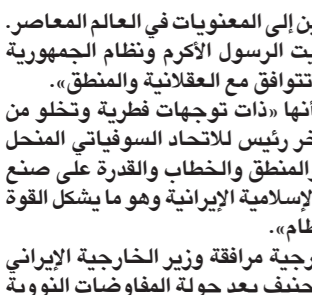 ين إلى المعنويات في العالم المعاصر.
يت الرسول الأكرم ونظام الجمهورية
تتوافق مع العقلانية والمنطق».
أنها «ذات توجهات فطرية وتخلو من
خر رئيس للاتحاد السوفياتي المنحل
المنطق والخطاب والقدرة على صنع
لإسلامية الإيرانية وهو ما يشكل القوة
ظام».
رجية مرافقة وزير الخارجية الإيراني
جنيف بعد جولة المفاوضات النووية